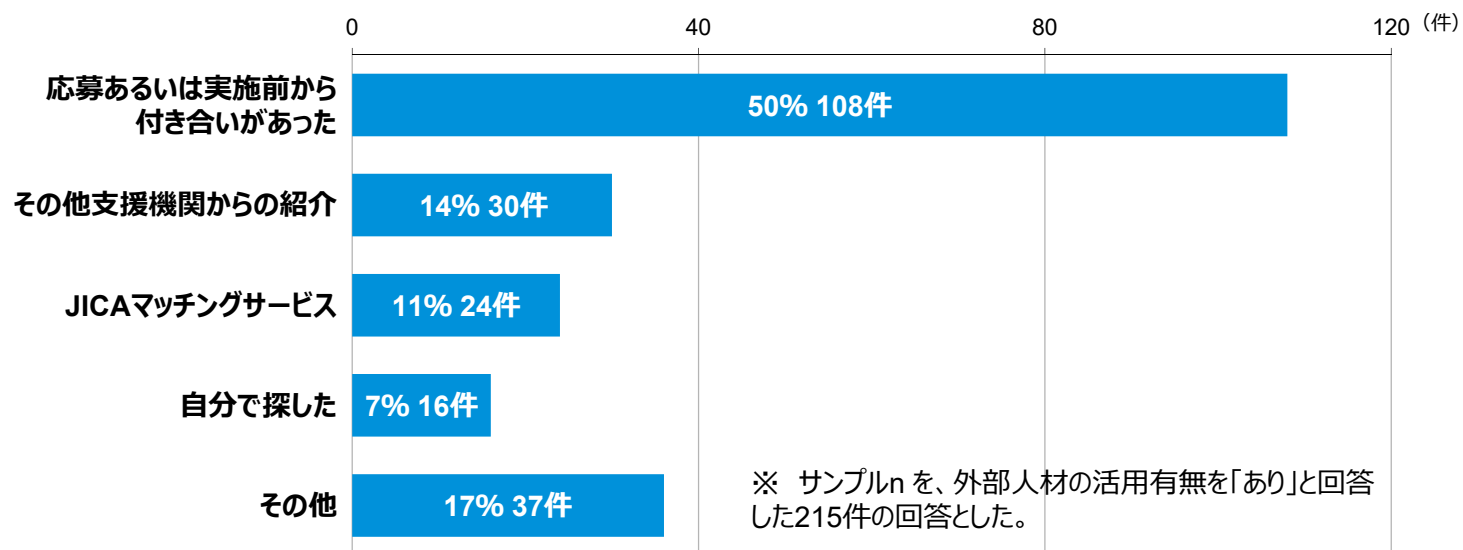 0 40 80 120 （件）
応募あるいは実施前から
付き合いがあった
50% 108件
その他支援機関からの紹介
14% 30件
JICAマッチングサービス
11% 24件
自分で探した
7% 16件
その他
17% 37件
※　サンプルn を、外部人材の活用有無を「あり」と回答
した215件の回答とした。